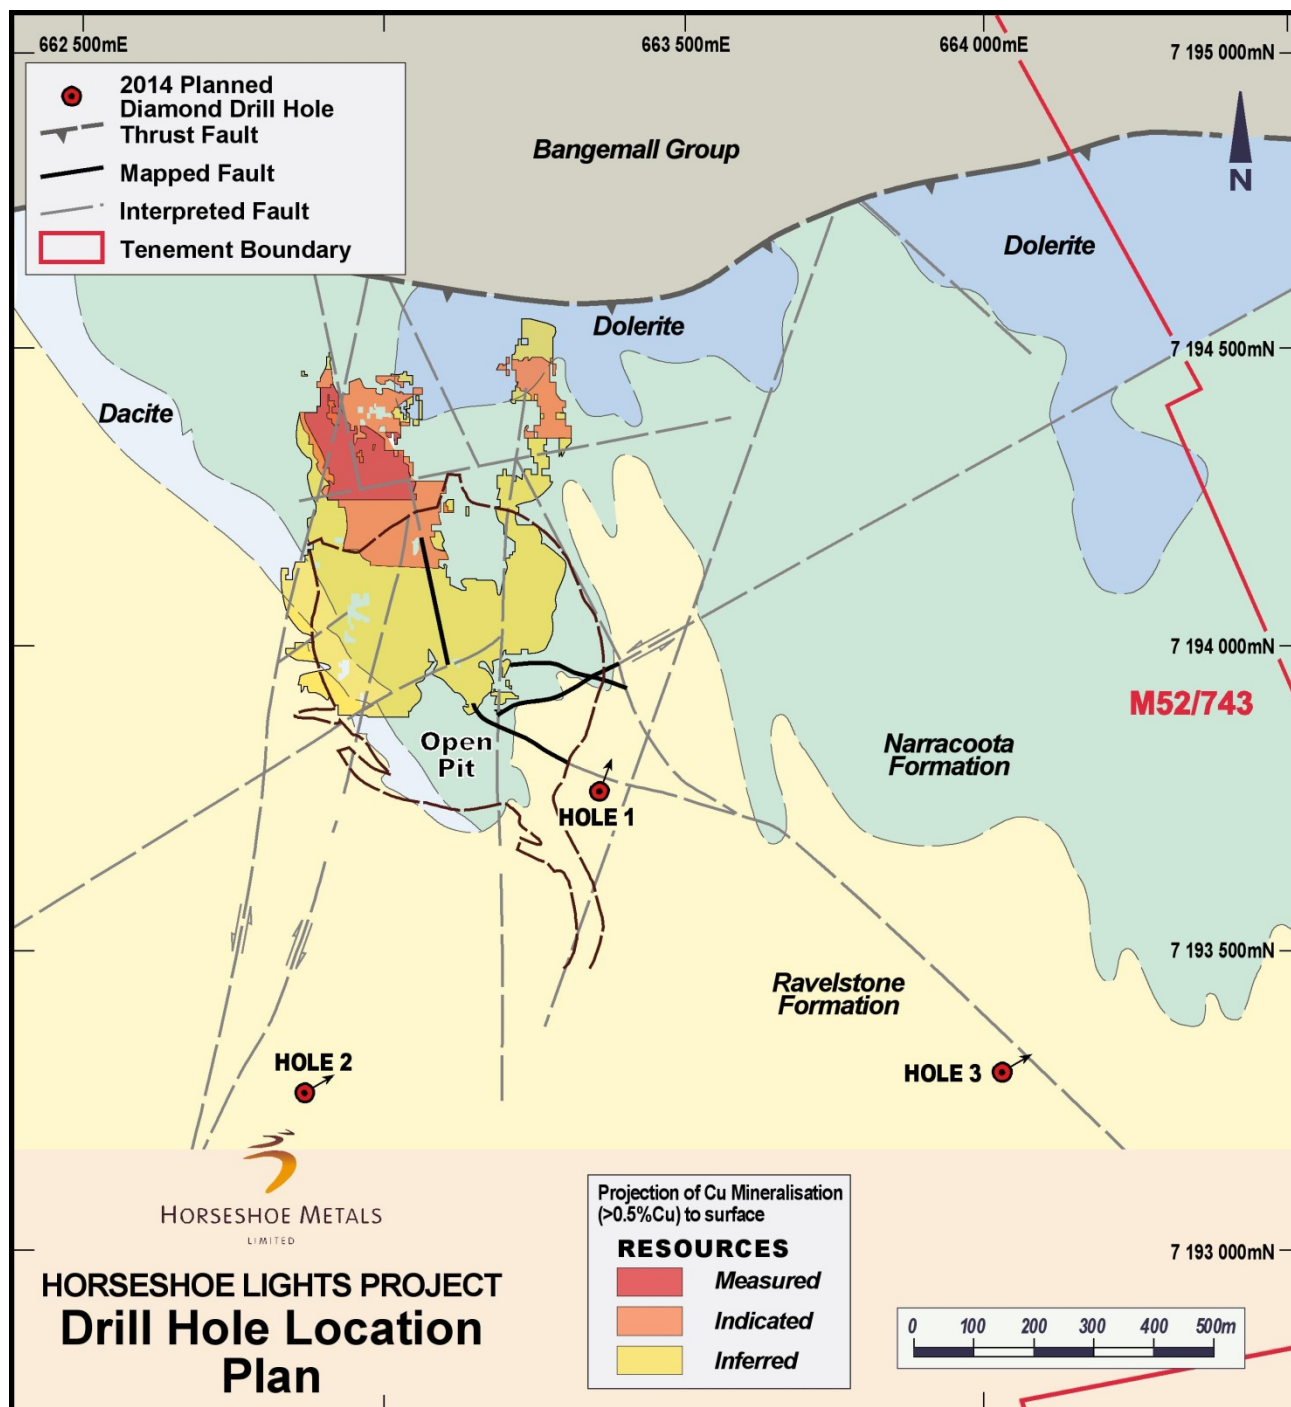 662 500mE
663 500mE
664 000mE
7 195 000mN
2014 Planned
Diamond Drill Hole
Thrust Fault
Mapped Fault
Interpreted Fault
Tenement Boundary
Bangemall Group
N
Dolerite
Dolerite
7 194 500mN
Dacite
7 194 000mN
M52/743
Open
Pit
Narracoota
Formation
HOLE 1
7 193 500mN
Ravelstone
Formation
HOLE 2
HOLE 3
HORSESHOE METALS
LIMITED
HORSESHOE LIGHTS PROJECT
Drill Hole Location
Plan
Projection of Cu Mineralisation
(>0.5%Cu) to surface
RESOURCES
Measured
Indicated
Inferred
7 193 000mN
0 100 200 300 400 500m